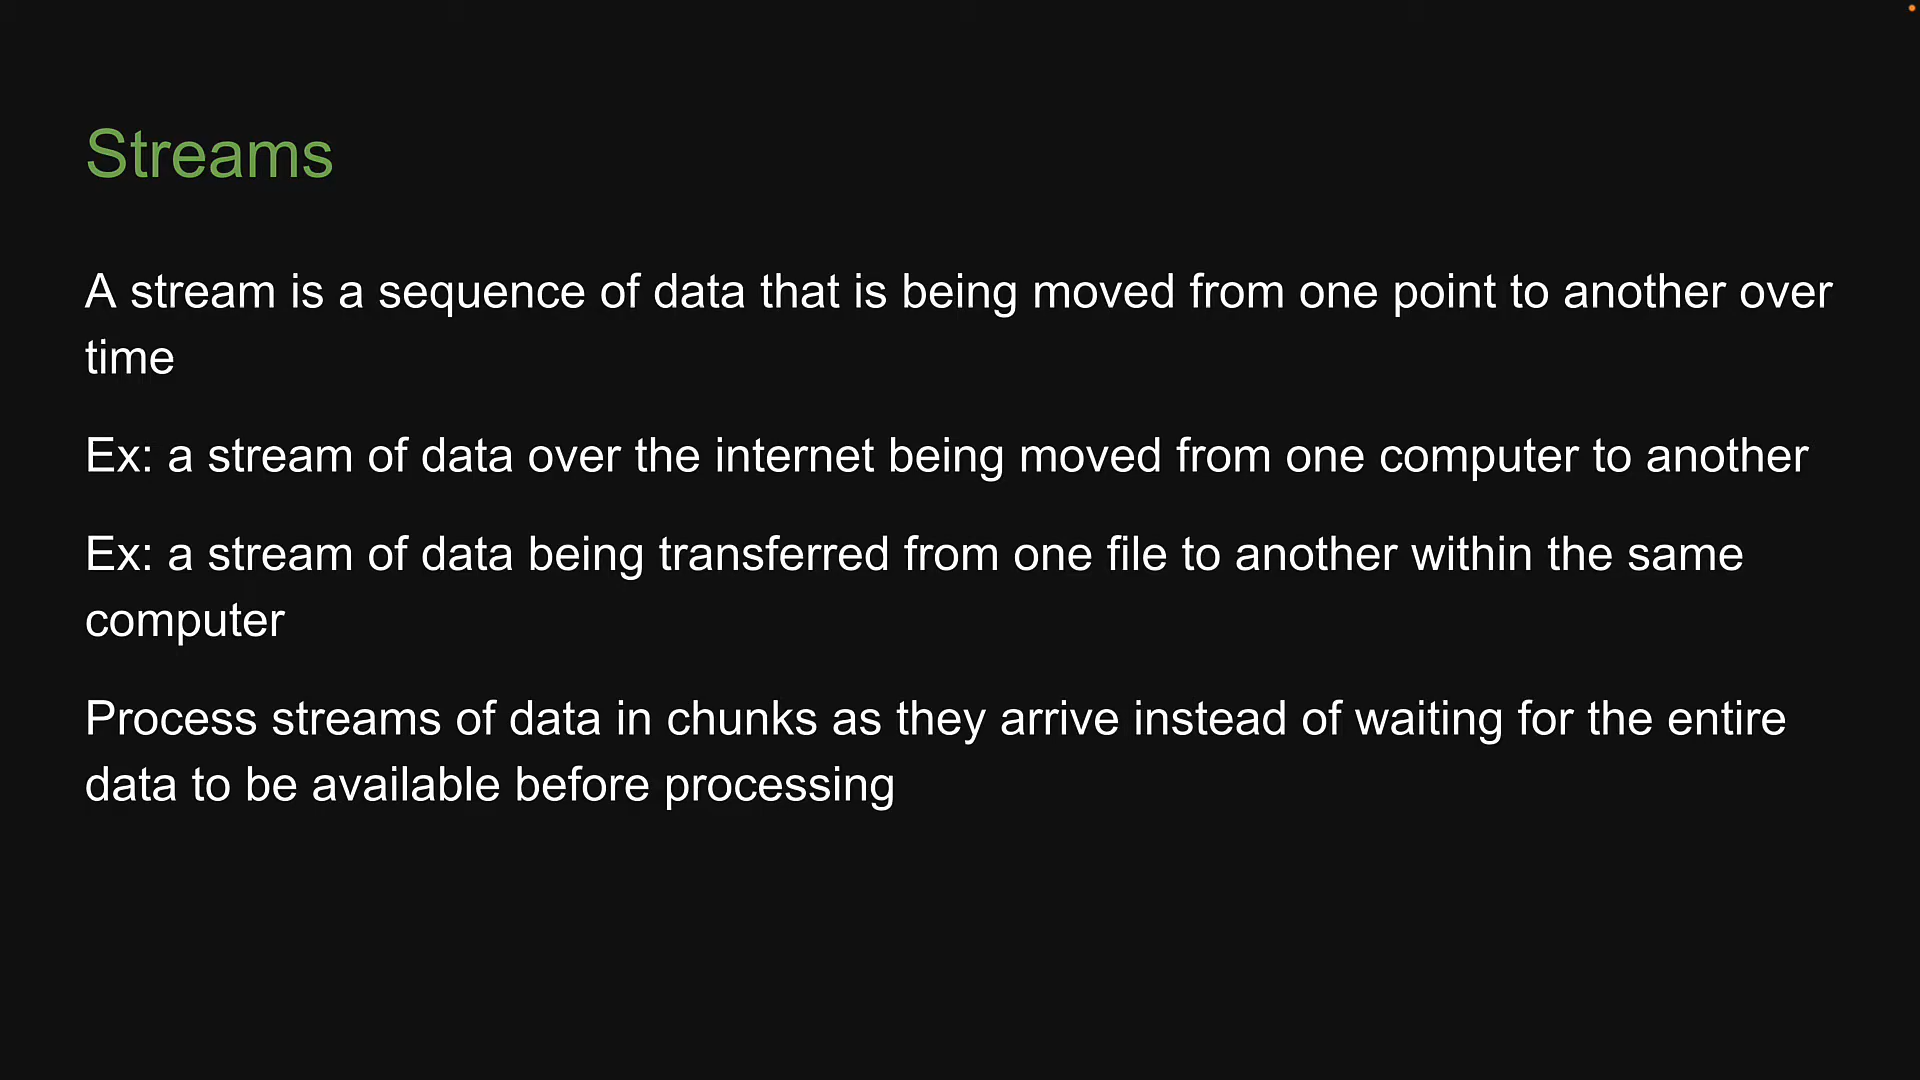 Streams
A stream is a sequence of data that is being moved from one point to another over
time
Ex: a stream of data over the internet being moved from one computer to another
Ex: a stream of data being transferred from one file to another within the same
computer
Process streams of data in chunks as they arrive instead of waiting for the entire
data to be available before processing